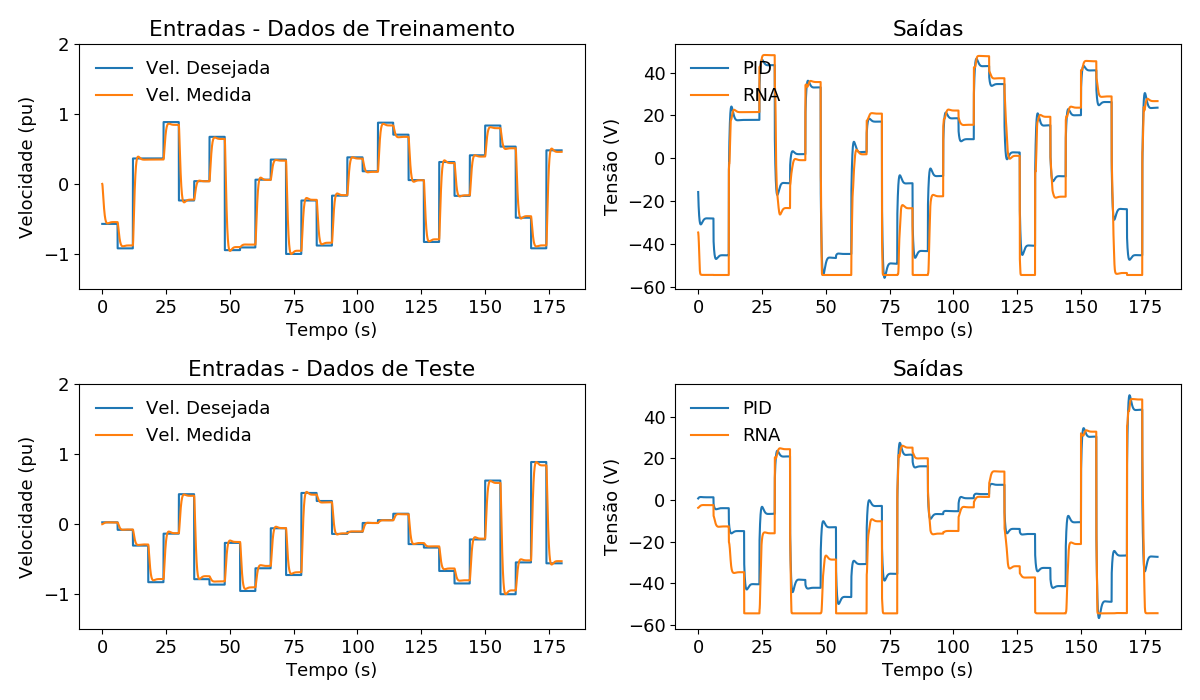 Entradas - Dados de Treinamento
2
1
0
−1
Velocidade (pu)
Vel. Desejada
Vel. Medida
0 25 50 75 100 125 150 175
Tempo (s)
Saídas
40
20
0
−20
−40
−60
Tensão (V)
PID
RNA
0 25 50 75 100 125 150 175
Tempo (s)
Entradas - Dados de Teste
2
1
0
−1
Velocidade (pu)
Vel. Desejada
Vel. Medida
0 25 50 75 100 125 150 175
Tempo (s)
Saídas
40
20
0
−20
−40
−60
Tensão (V)
PID
RNA
0 25 50 75 100 125 150 175
Tempo (s)